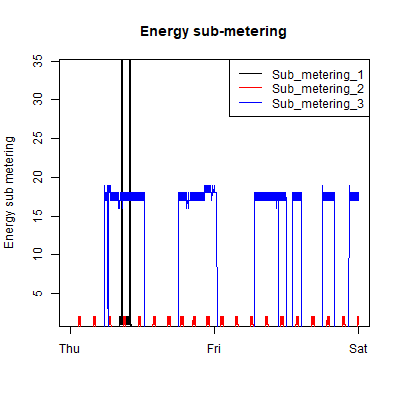 Energy sub-metering
Sub_metering_1
Sub_metering_2
Sub_metering_3
Energy sub metering
35
30
25
20
15
10
5
Thu Fri Sat